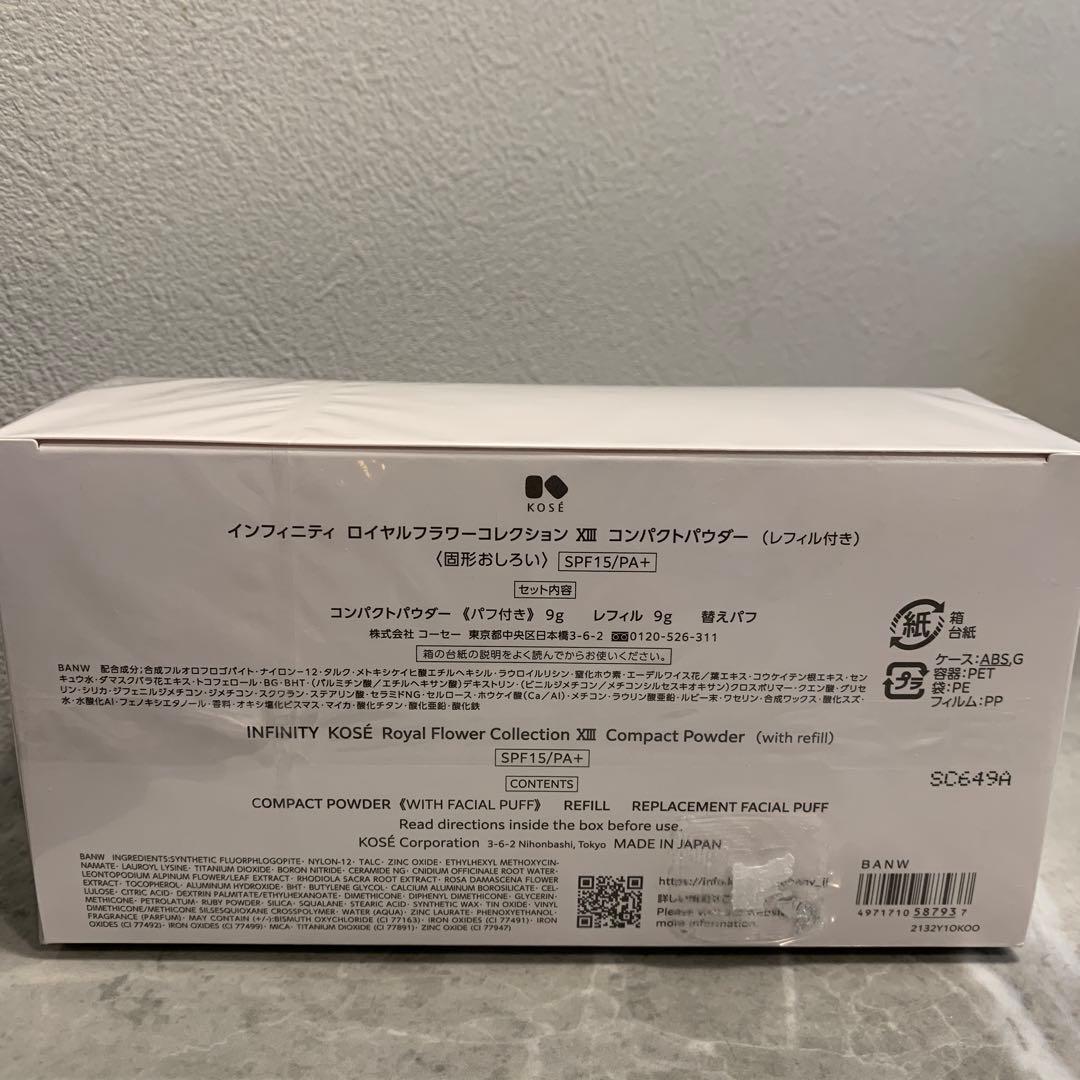 KOSÉ
インフィニティ ロイヤルフラワーコレクション XIII コンパクトパウダー (レフィル付き)
〈固形おしろい〉 SPF15/PA+
セット内容
コンパクトパウダー 《パフ付き》 9g レフィル 9g 替えパフ
株式会社 コーセー 東京都中央区日本橋3-6-2 0120-526-311
箱の台紙の説明をよく読んでからお使いください。
BANW 配合成分;合成フルオロフロゴパイト・ナイロン-12・タルク・メトキシケイヒ酸エチルヘキシル・ラウロイルリシン・窒化ホウ素・エーデルワイス花/葉エキス・コウケイテン根エキス・セン
キュウ水・ダマスクバラ花エキス・トコフェロール・BG・BHT・(パルミチン酸/エチルヘキサン酸)デキストリン・(ビニルジメチコン/メチコンシルセスキオキサン)クロスポリマー・クエン酸・グリセ
リン・シリカ・ジフェニルジメチコン・ジメチコン・スクワラン・ステアリン酸・セラミドNG・セルロース・ホウケイ酸(Ca/Al)・メチコン・ラウリン酸亜鉛・ルビー末・ワセリン・合成ワックス・酸化スズ・
水・水酸化Al・フェノキシエタノール・香料・オキシ塩化ビスマス・マイカ・酸化チタン・酸化亜鉛・酸化鉄
紙
箱
台紙
プラ
ケース:ABS,G
容器:PET
袋:PE
フィルム:PP
INFINITY KOSÉ Royal Flower Collection XIII Compact Powder (with refill)
SPF15/PA+
CONTENTS
SC649A
COMPACT POWDER 《WITH FACIAL PUFF》 REFILL REPLACEMENT FACIAL PUFF
Read directions inside the box before use.
KOSÉ Corporation 3-6-2 Nihonbashi, Tokyo MADE IN JAPAN
BANW INGREDIENTS:SYNTHETIC FLUORPHLOGOPITE· NYLON-12· TALC· ZINC OXIDE· ETHYLHEXYL METHOXYCIN-
NAMATE· LAUROYL LYSINE· TITANIUM DIOXIDE· BORON NITRIDE· CERAMIDE NG· CNIDIUM OFFICINALE ROOT WATER·
LEONTOPODIUM ALPINUM FLOWER/LEAF EXTRACT· RHODIOLA SACRA ROOT EXTRACT· ROSA DAMASCENA FLOWER
EXTRACT· TOCOPHEROL· ALUMINUM HYDROXIDE· BHT· BUTYLENE GLYCOL· CALCIUM ALUMINUM BOROSILICATE· CEL-
LULOSE· CITRIC ACID· DEXTRIN PALMITATE/ETHYLHEXANOATE· DIMETHICONE· DIPHENYL DIMETHICONE· GLYCERIN·
METHICONE· PETROLATUM· RUBY POWDER· SILICA· SQUALANE· STEARIC ACID· SYNTHETIC WAX· TIN OXIDE· VINYL
DIMETHICONE/METHICONE SILSESQUIOXANE CROSSPOLYMER· WATER (AQUA)· ZINC LAURATE· PHENOXYETHANOL·
FRAGRANCE (PARFUM)· MAY CONTAIN (+/-):BISMUTH OXYCHLORIDE (CI 77163)· IRON OXIDES (CI 77491)· IRON
OXIDES (CI 77492)· IRON OXIDES (CI 77499)· MICA· TITANIUM DIOXIDE (CI 77891)· ZINC OXIDE (CI 77947)
https://info.
詳しい
more information.
BANW
4971710 587937
2132Y1OKOO